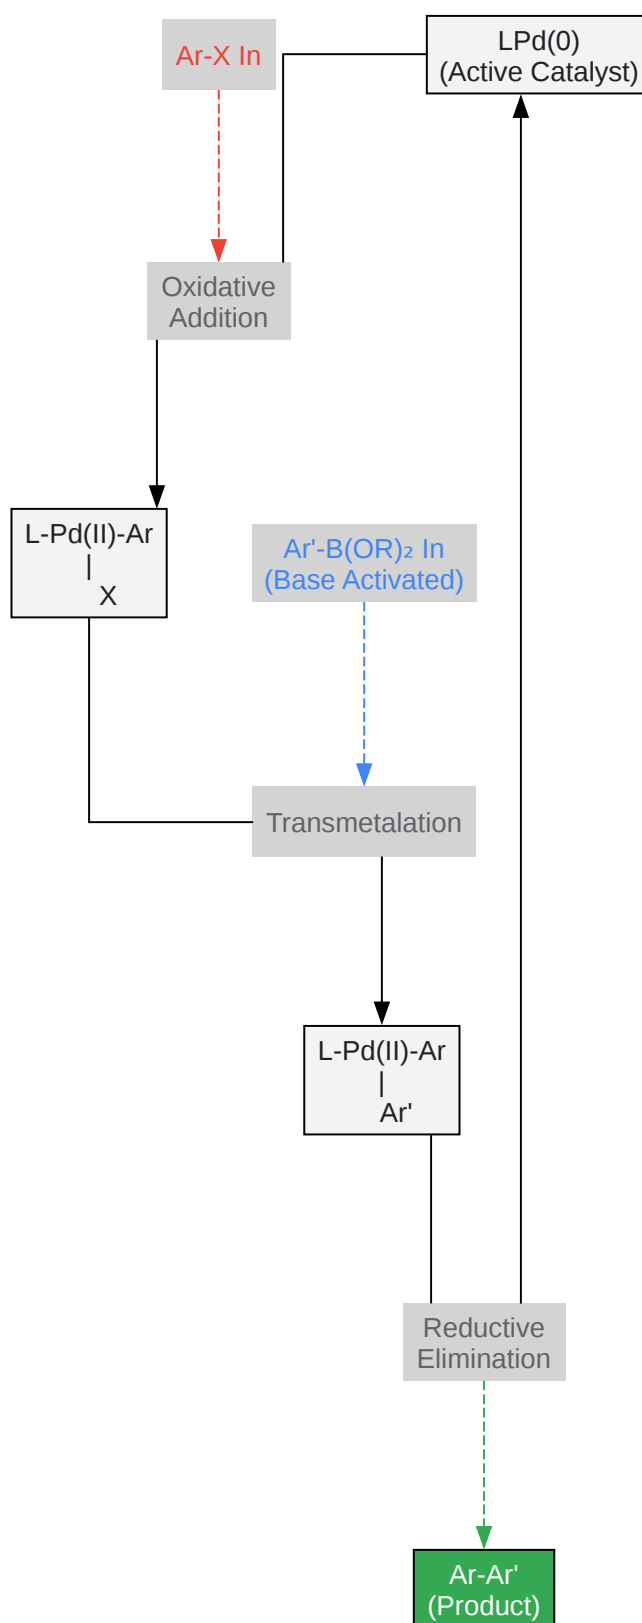 Ar-X In
LPd(0)
(Active Catalyst)
Oxidative
Addition
L-Pd(II)-Ar
|
X
Ar'-B(OR)₂ In
(Base Activated)
Transmetalation
L-Pd(II)-Ar
|
Ar'
Reductive
Elimination
Ar-Ar'
(Product)